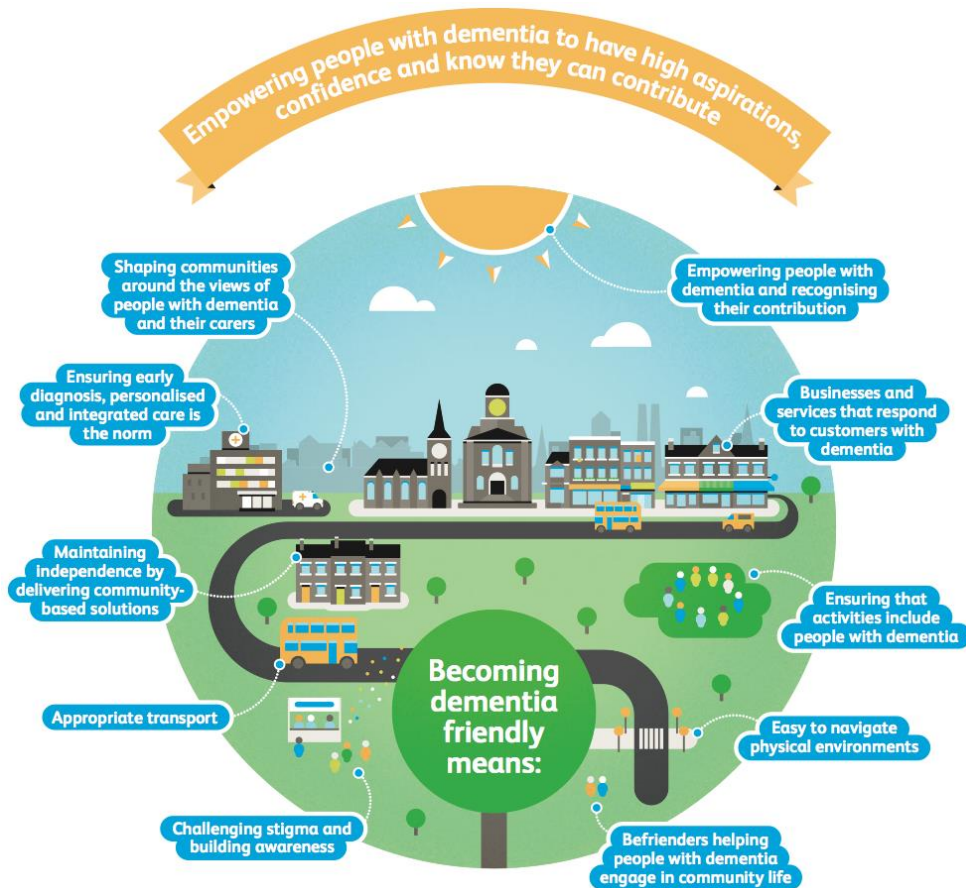 Empowering people with dementia to have high aspirations,
confidence and know they can contribute
Shaping communities
around the views of
people with dementia
and their carers
Empowering people with
dementia and recognising
their contribution
Ensuring early
diagnosis, personalised
and integrated care is
the norm
Businesses and
services that respond
to customers with
dementia
Maintaining
independence by
delivering community-
based solutions
Ensuring that
activities include
people with dementia
Becoming
dementia
friendly
means:
Appropriate transport
Easy to navigate
physical environments
Challenging stigma and
building awareness
Befrienders helping
people with dementia
engage in community life